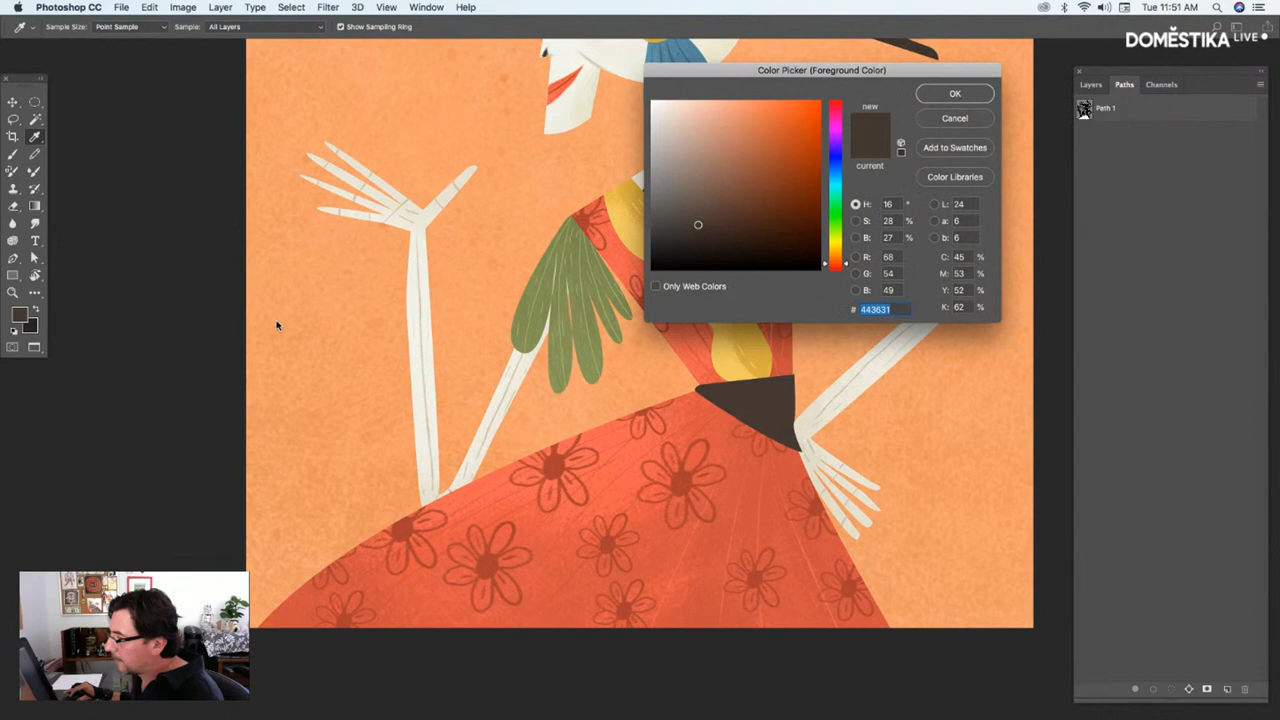 Photoshop CC File Edit Image Layer Type Select Filter 3D View Window Help Tue 11:51 AM
Sample Size: Point Sample Sample: All Layers Show Sampling Ring
DOMĚSTIKA LIVE
Color Picker (Foreground Color)
Layers Paths Channels
Path 1
new
current
OK
Cancel
Add to Swatches
Color Libraries
H: 16 °
S: 28 %
B: 27 %
R: 68
G: 54
B: 49
L: 24
a: 6
b: 6
C: 45 %
M: 53 %
Y: 52 %
K: 62 %
# 443631
Only Web Colors
T